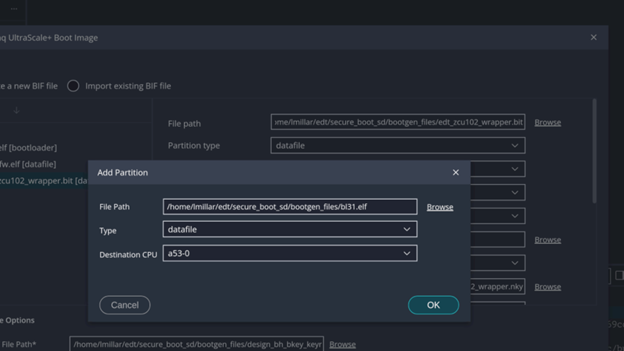 UltraScale+ Boot Image
e a new BIF file Import existing BIF file
File path ome/lmillar/edt/secure_boot_sd/bootgen_files/edt_zcu102_wrapper.bit Browse
Partition type datafile
elf [bootloader]
fw.elf [datafile]
zcu102_wrapper.bit [da
Add Partition
File Path /home/lmillar/edt/secure_boot_sd/bootgen_files/bl31.elf Browse
Type datafile
Destination CPU a53-0
Browse
2_wrapper.nky Browse
Cancel OK
e Options
File Path* /home/lmillar/edt/secure_boot_sd/bootgen_files/design_bh_bkey_keyr Browse